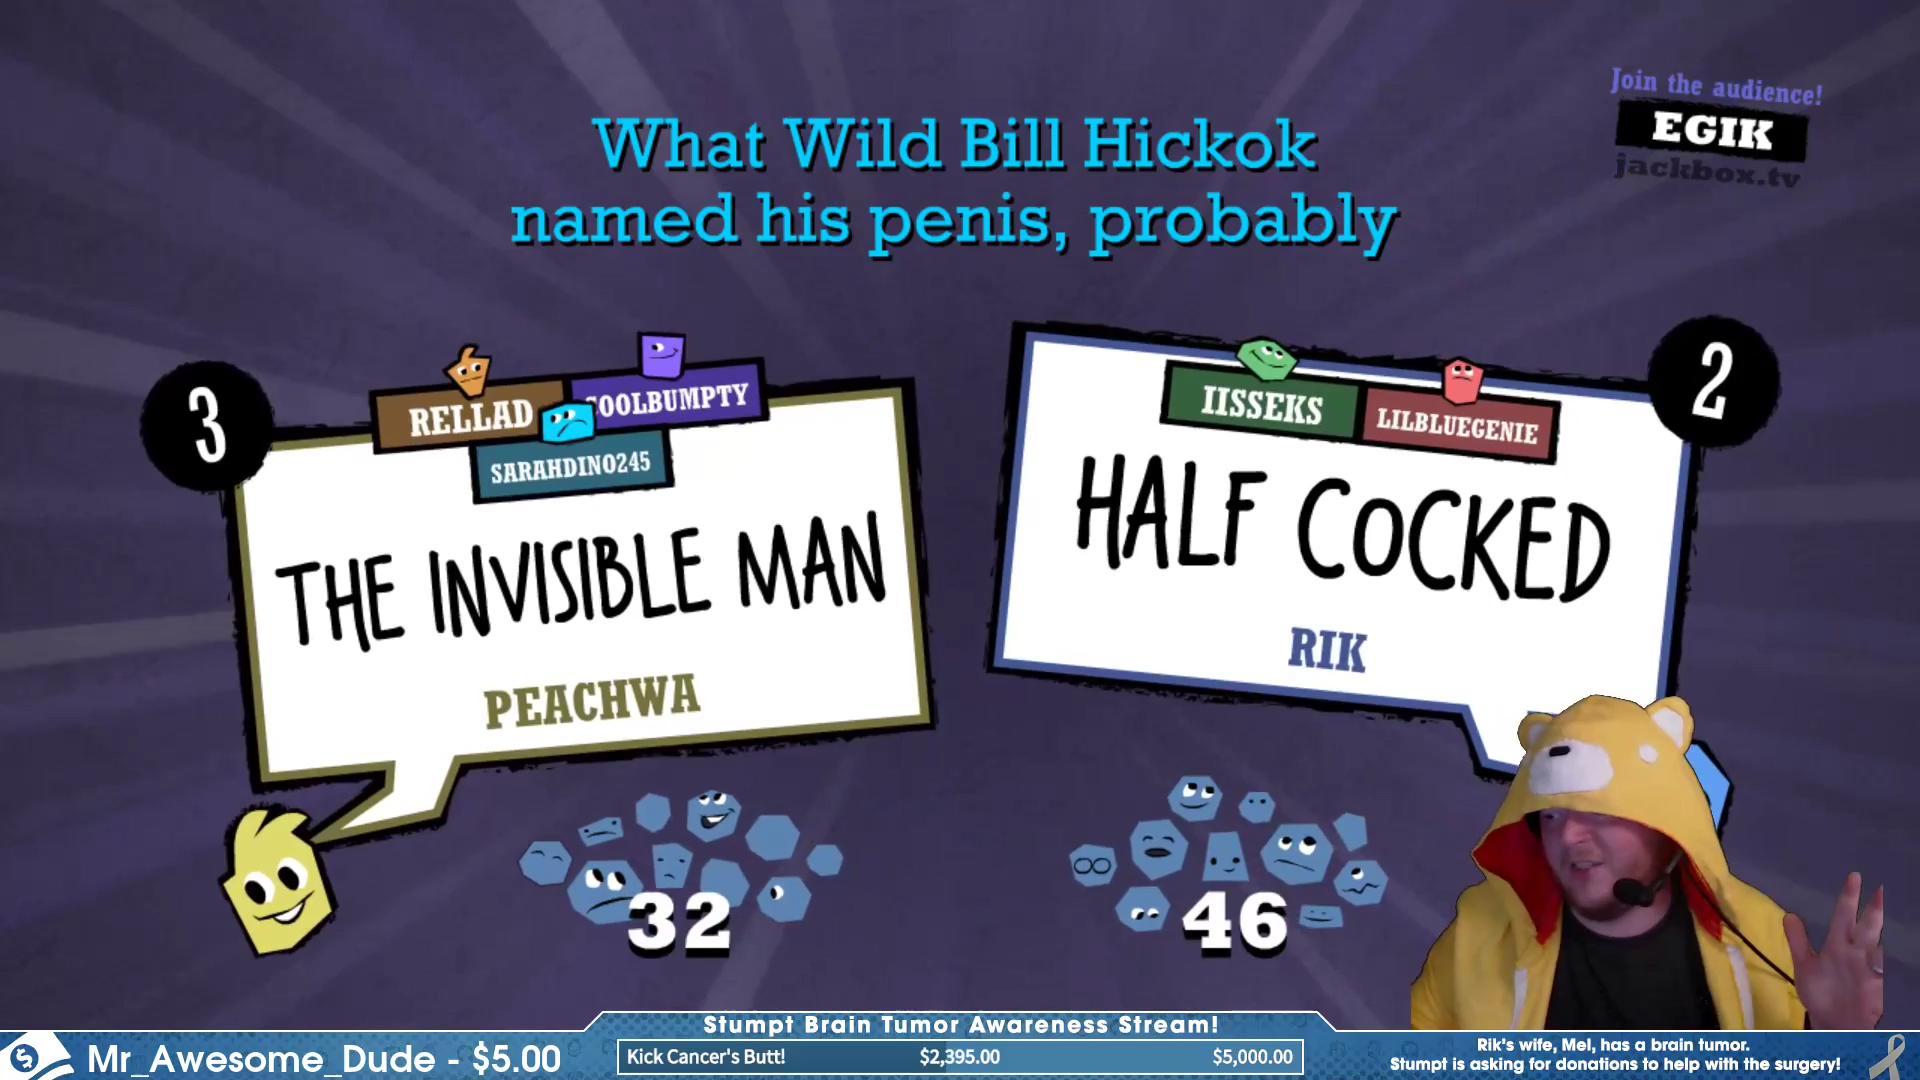 What Wild Bill Hickok
named his penis, probably
Join the audience!
EGIK
jackbox.tv
3
RELLAD
COOLBUMPTY
SARAHDINO245
THE INVISIBLE MAN
PEACHWA
32
2
IISSEKS
LILBLUEGENIE
HALF COCKED
RIK
46
Stumpt Brain Tumor Awareness Stream!
Mr_Awesome_Dude - $5.00
Kick Cancer's Butt! $2,395.00 $5,000.00
Rik's wife, Mel, has a brain tumor.
Stumpt is asking for donations to help with the surgery!